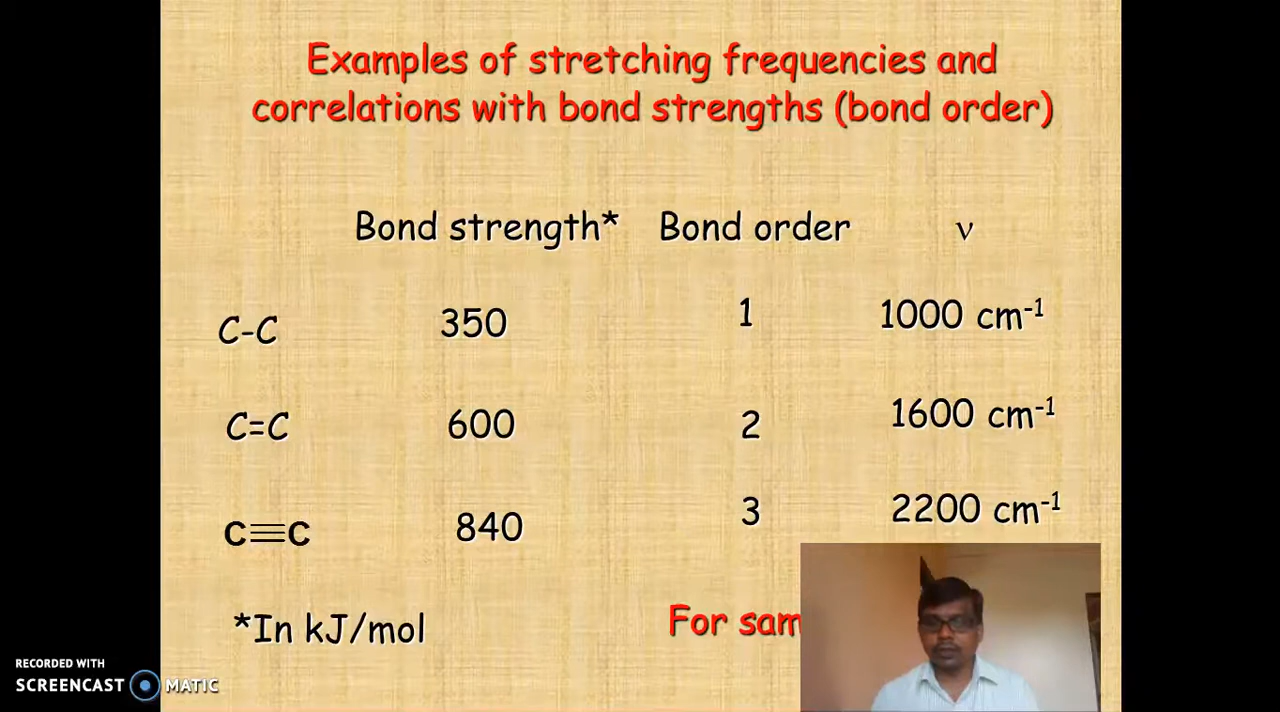 Examples of stretching frequencies and
correlations with bond strengths (bond order)
Bond strength* Bond order ν
C-C 350 1 1000 cm⁻¹
C=C 600 2 1600 cm⁻¹
C≡C 840 3 2200 cm⁻¹
*In kJ/mol For
RECORDED WITH
SCREENCAST MATIC